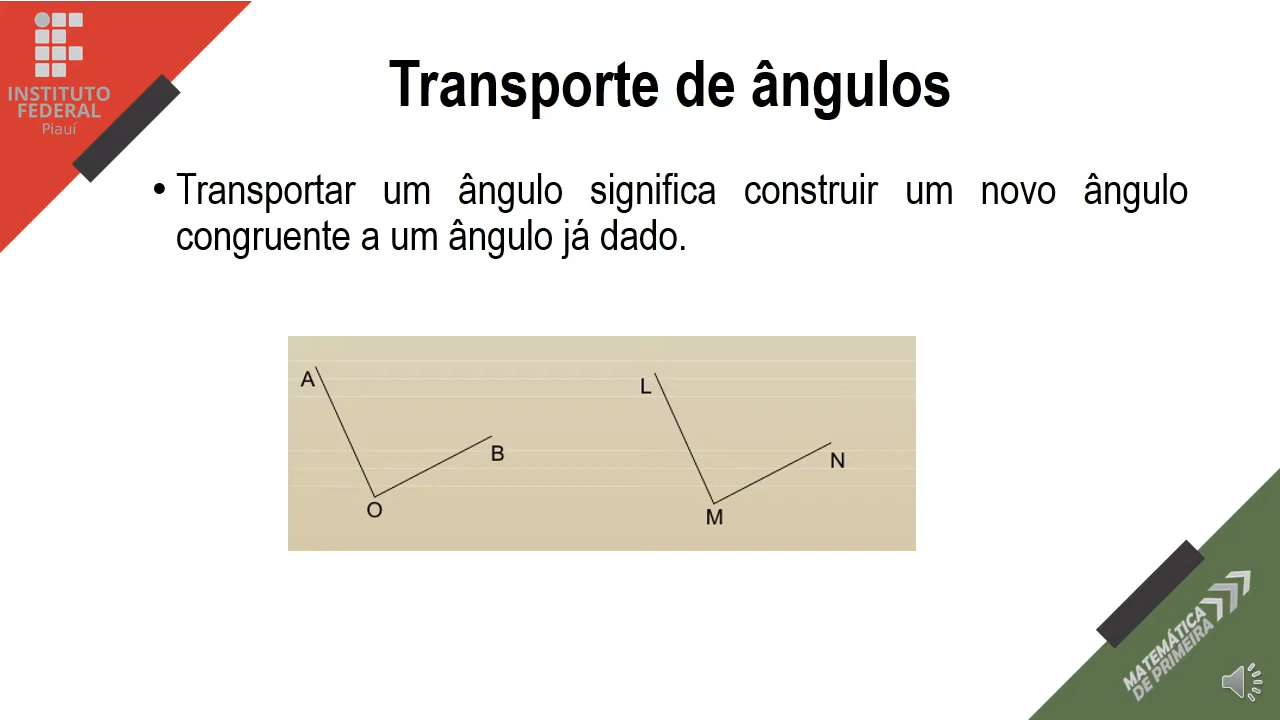 INSTITUTO
FEDERAL
Piauí
Transporte de ângulos
• Transportar um ângulo significa construir um novo ângulo
congruente a um ângulo já dado.
A
B
O
L
N
M
MATEMÁTICA
DE PRIMEIRA